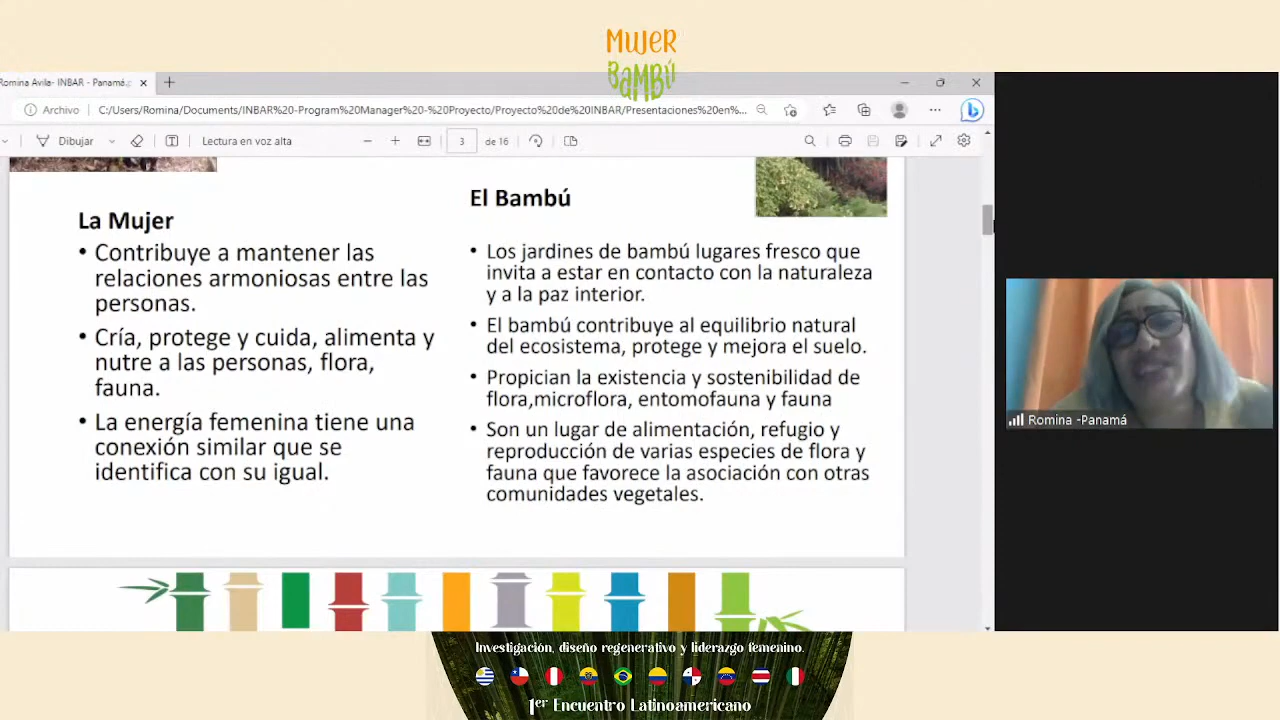 MUJER
BAMBÚ
Romina Avila- INBAR - Panamá.p
Archivo
C:/Users/Romina/Documents/INBAR%20-Program%20Manager%20-%20Proyecto/Proyecto%20de%20INBAR/Presentaciones%20en%...
Dibujar
Lectura en voz alta
3
de 16
La Mujer
• Contribuye a mantener las
relaciones armoniosas entre las
personas.
• Cría, protege y cuida, alimenta y
nutre a las personas, flora,
fauna.
• La energía femenina tiene una
conexión similar que se
identifica con su igual.
El Bambú
• Los jardines de bambú lugares fresco que
invita a estar en contacto con la naturaleza
y a la paz interior.
• El bambú contribuye al equilibrio natural
del ecosistema, protege y mejora el suelo.
• Propician la existencia y sostenibilidad de
flora,microflora, entomofauna y fauna
• Son un lugar de alimentación, refugio y
reproducción de varias especies de flora y
fauna que favorece la asociación con otras
comunidades vegetales.
Romina -Panamá
Investigación, diseño regenerativo y liderazgo femenino.
1er Encuentro Latinoamericano